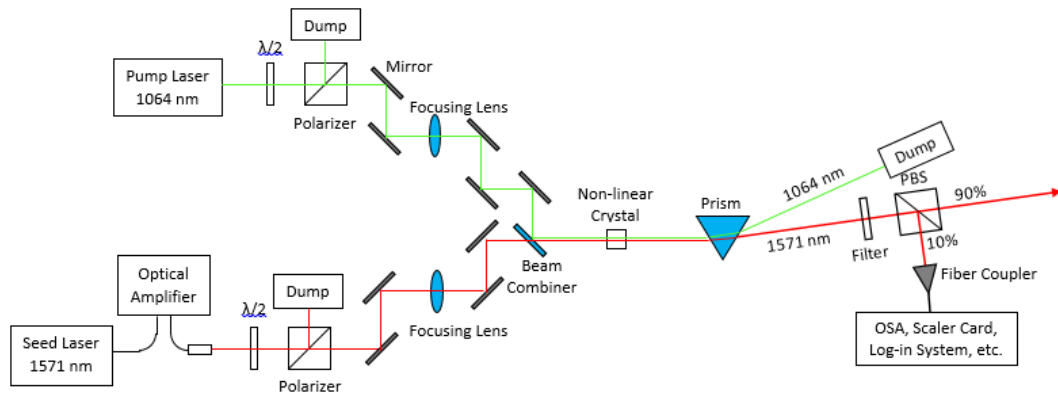 Dump
λ/2
Pump Laser
1064 nm
Polarizer
Mirror
Focusing Lens
Non-linear
Crystal
Beam
Combiner
Prism
1064 nm
Dump
PBS
90%
1571 nm
Filter
10%
Fiber Coupler
OSA, Scaler Card,
Log-in System, etc.
Optical
Amplifier
Seed Laser
1571 nm
λ/2
Dump
Polarizer
Focusing Lens